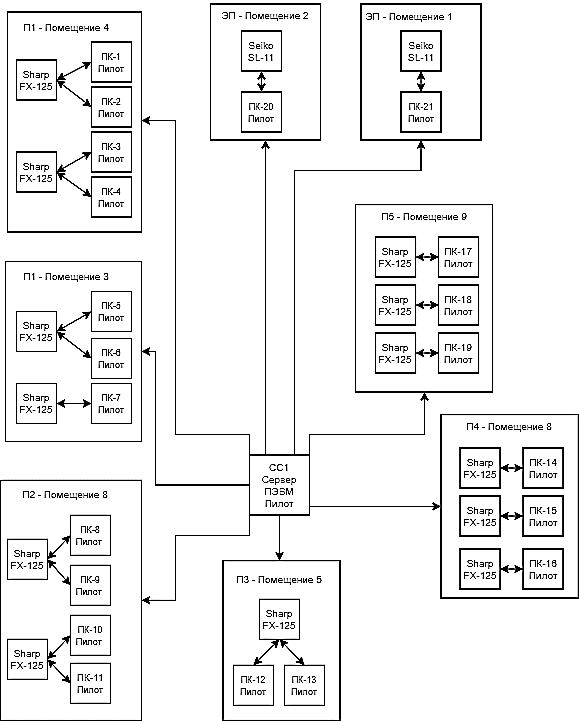 П1 - Помещение 4
Sharp
FX-125
ПК-1
Пилот
ПК-2
Пилот
Sharp
FX-125
ПК-3
Пилот
ПК-4
Пилот
ЭП - Помещение 2
Seiko
SL-11
ПК-20
Пилот
ЭП - Помещение 1
Seiko
SL-11
ПК-21
Пилот
П1 - Помещение 3
Sharp
FX-125
ПК-5
Пилот
ПК-6
Пилот
Sharp
FX-125
ПК-7
Пилот
П5 - Помещение 9
Sharp
FX-125
ПК-17
Пилот
Sharp
FX-125
ПК-18
Пилот
Sharp
FX-125
ПК-19
Пилот
СС1
Сервер
ПЭВМ
Пилот
П4 - Помещение 8
Sharp
FX-125
ПК-14
Пилот
Sharp
FX-125
ПК-15
Пилот
Sharp
FX-125
ПК-16
Пилот
П2 - Помещение 8
Sharp
FX-125
ПК-8
Пилот
ПК-9
Пилот
Sharp
FX-125
ПК-10
Пилот
ПК-11
Пилот
П3 - Помещение 5
Sharp
FX-125
ПК-12
Пилот
ПК-13
Пилот